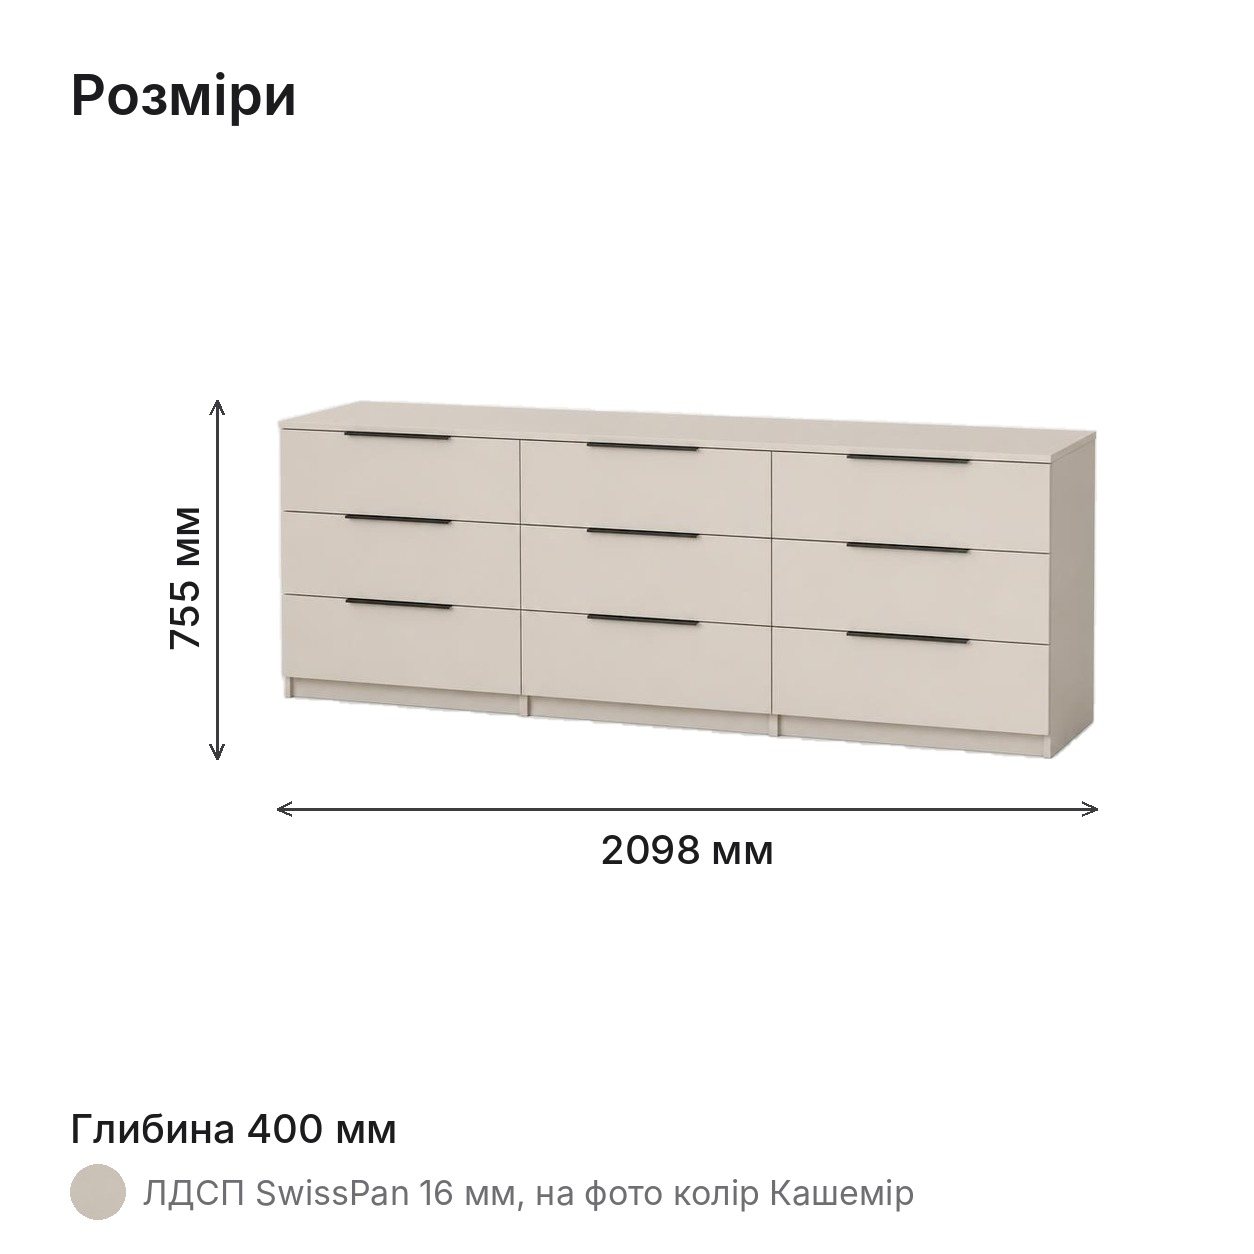 Розміри
755 мм
2098 мм
Глибина 400 мм
ЛДСП SwissPan 16 мм, на фото колір Кашемір